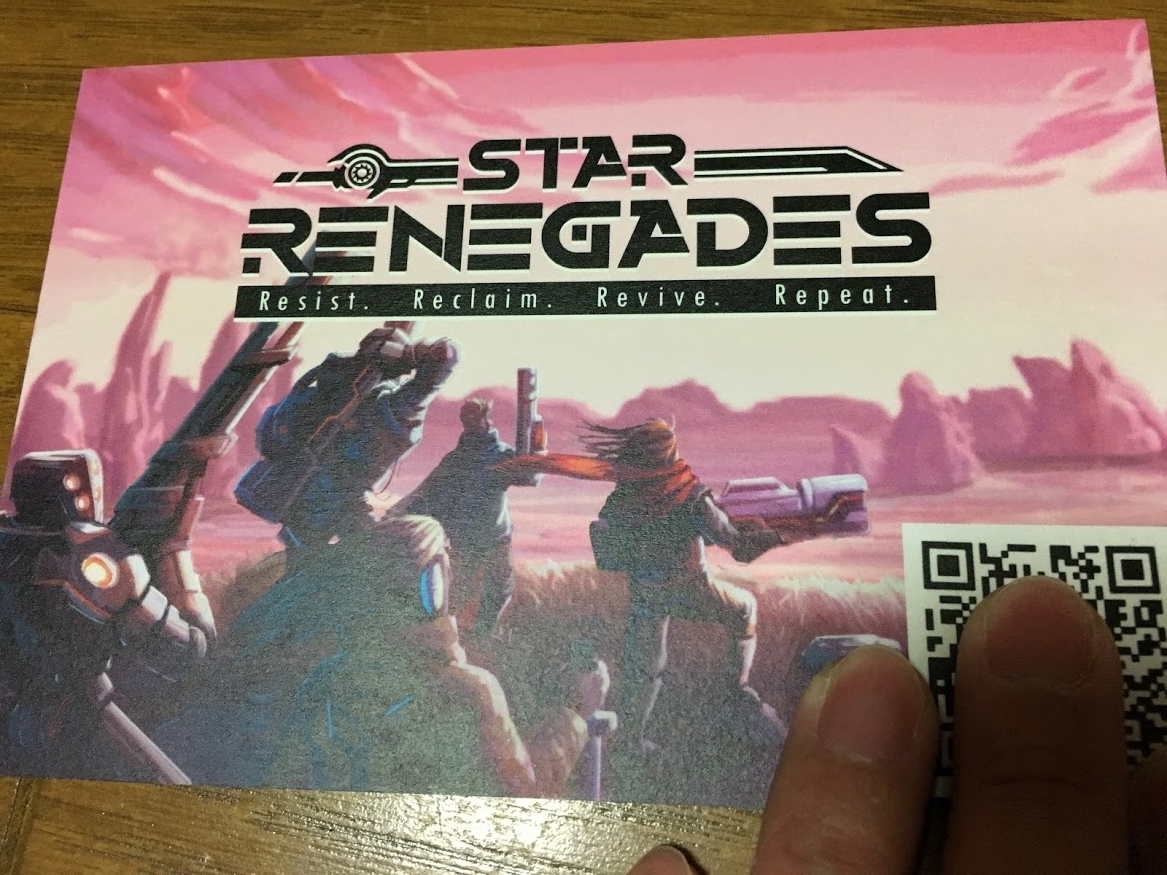 STAR
RENEGADES
Resist. Reclaim. Revive. Repeat.